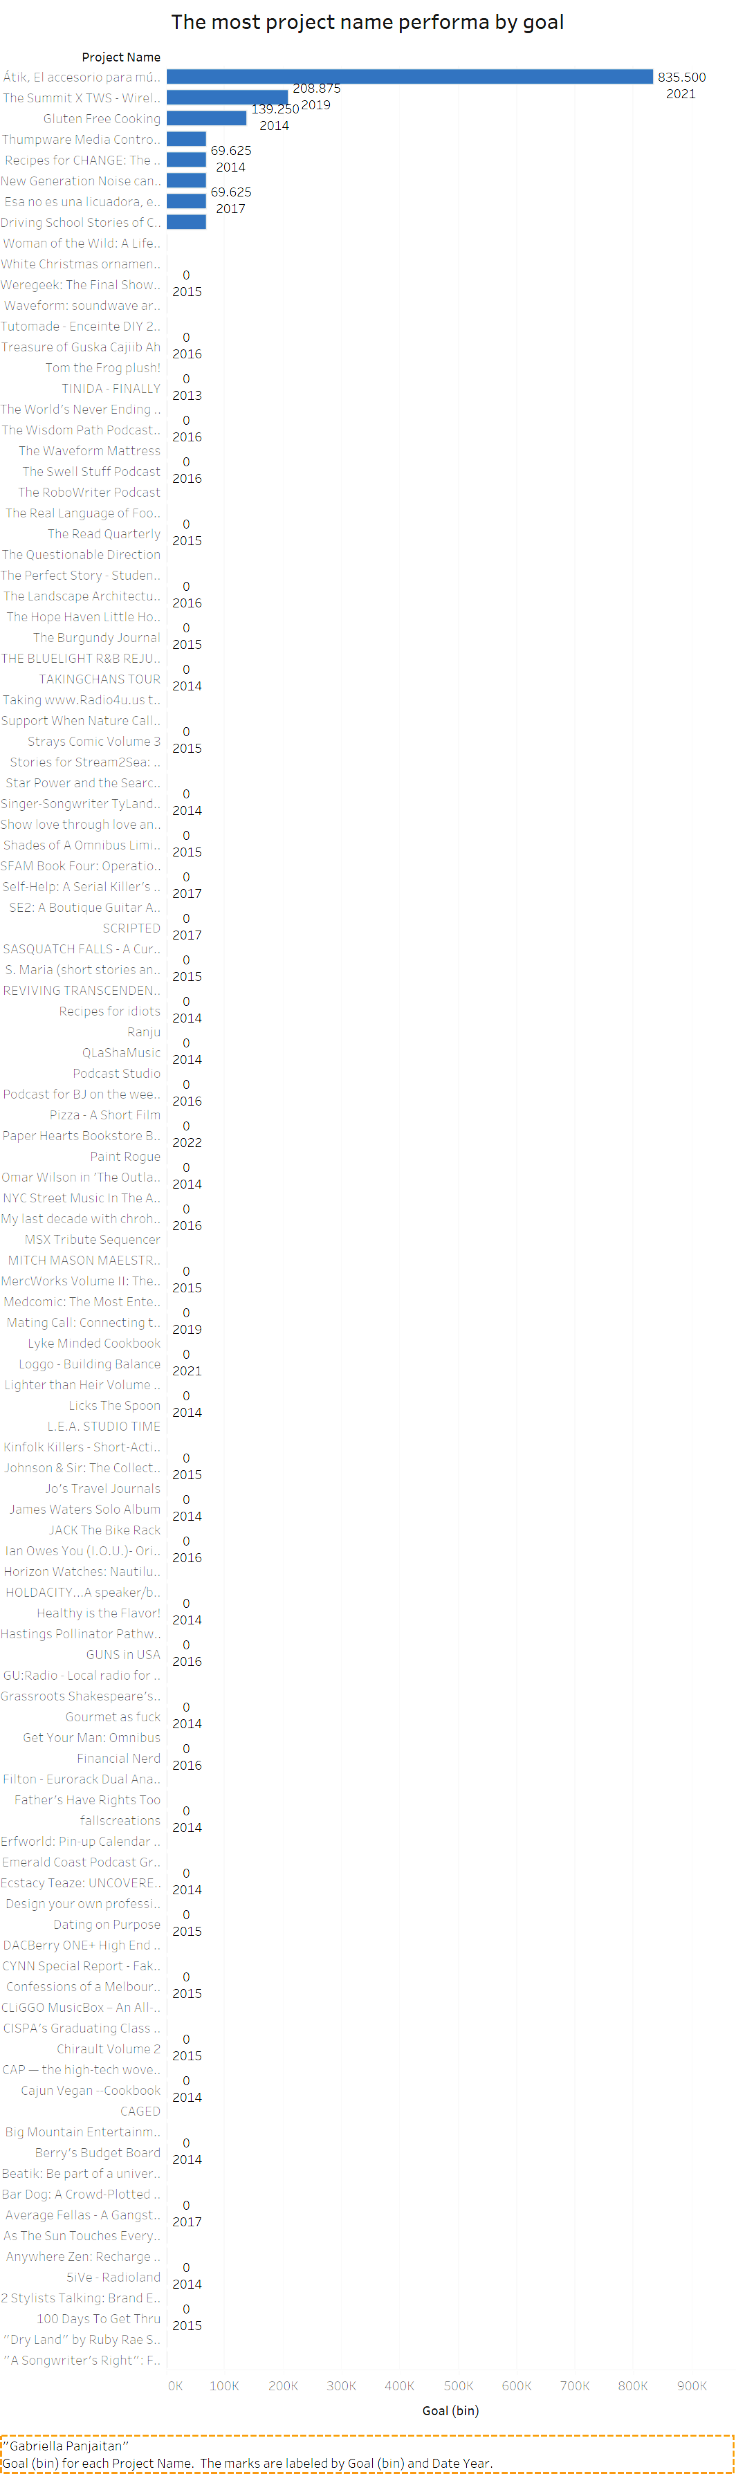 The most project name performa by goal
Project Name
Átik, El accesorio para mú..
835.500
2021
The Summit X TWS - Wirel..
208.875
2019
Gluten Free Cooking
139.250
2014
Thumpware Media Contro..
Recipes for CHANGE: The ..
69.625
2014
New Generation Noise can..
Esa no es una licuadora, e..
69.625
2017
Driving School Stories of C..
Woman of the Wild: A Life..
White Christmas ornamen..
Weregeek: The Final Show..
0
2015
Waveform: soundwave ar..
Tutomade - Enceinte DIY 2..
Treasure of Guska Cajiib Ah
0
2016
Tom the Frog plush!
TINIDA - FINALLY
0
2013
The World's Never Ending ..
The Wisdom Path Podcast..
0
2016
The Waveform Mattress
The Swell Stuff Podcast
0
2016
The RoboWriter Podcast
The Real Language of Foo..
The Read Quarterly
0
2015
The Questionable Direction
The Perfect Story - Studen..
The Landscape Architectu..
0
2016
The Hope Haven Little Ho..
The Burgundy Journal
0
2015
THE BLUELIGHT R&B REJU..
TAKINGCHANS TOUR
0
2014
Taking www.Radio4u.us t..
Support When Nature Call..
Strays Comic Volume 3
0
2015
Stories for Stream2Sea: ..
Star Power and the Searc..
Singer-Songwriter TyLand..
0
2014
Show love through love an..
Shades of A Omnibus Limi..
0
2015
SFAM Book Four: Operatio..
Self-Help: A Serial Killer's ..
0
2017
SE2: A Boutique Guitar A..
SCRIPTED
0
2017
SASQUATCH FALLS - A Cur..
S. Maria (short stories an..
0
2015
REVIVING TRANSCENDEN..
Recipes for idiots
0
2014
Ranju
QLaShaMusic
0
2014
Podcast Studio
Podcast for BJ on the wee..
0
2016
Pizza - A Short Film
Paper Hearts Bookstore B..
0
2022
Paint Rogue
Omar Wilson in 'The Outla..
0
2014
NYC Street Music In The A..
My last decade with chroh..
0
2016
MSX Tribute Sequencer
MITCH MASON MAELSTR..
MercWorks Volume II: The..
0
2015
Medcomic: The Most Ente..
Mating Call: Connecting t..
0
2019
Lyke Minded Cookbook
Loggo - Building Balance
0
2021
Lighter than Heir Volume ..
Licks The Spoon
0
2014
L.E.A. STUDIO TIME
Kinfolk Killers - Short-Acti..
Johnson & Sir: The Collect..
0
2015
Jo's Travel Journals
James Waters Solo Album
0
2014
JACK The Bike Rack
Ian Owes You (I.O.U.)- Ori..
0
2016
Horizon Watches: Nautilu..
HOLDACITY...A speaker/b..
Healthy is the Flavor!
0
2014
Hastings Pollinator Pathw..
GUNS in USA
0
2016
GU:Radio - Local radio for ..
Grassroots Shakespeare's..
Gourmet as fuck
0
2014
Get Your Man: Omnibus
Financial Nerd
0
2016
Filton - Eurorack Dual Ana..
Father's Have Rights Too
fallscreations
0
2014
Erfworld: Pin-up Calendar ..
Emerald Coast Podcast Gr..
Ecstacy Teaze: UNCOVERE..
0
2014
Design your own professi..
Dating on Purpose
0
2015
DACBerry ONE+ High End ..
CYNN Special Report - Fak..
Confessions of a Melbour..
0
2015
CLiGGO MusicBox – An All-..
CISPA's Graduating Class ..
Chirault Volume 2
0
2015
CAP — the high-tech wove..
Cajun Vegan --Cookbook
0
2014
CAGED
Big Mountain Entertainm..
Berry's Budget Board
0
2014
Beatik: Be part of a univer..
Bar Dog: A Crowd-Plotted ..
Average Fellas - A Gangst..
0
2017
As The Sun Touches Every..
Anywhere Zen: Recharge ..
5iVe - Radioland
0
2014
2 Stylists Talking: Brand E..
100 Days To Get Thru
0
2015
"Dry Land" by Ruby Rae S..
"A Songwriter's Right": F..
0K 100K 200K 300K 400K 500K 600K 700K 800K 900K
Goal (bin)
"Gabriella Panjaitan"
Goal (bin) for each Project Name. The marks are labeled by Goal (bin) and Date Year.